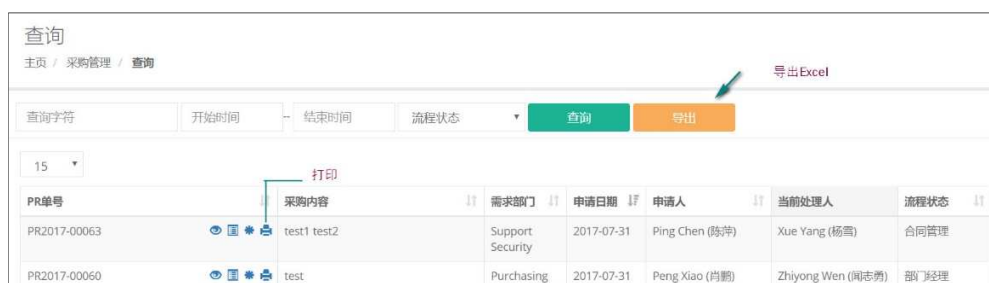 查询
主页 / 采购管理 / 查询
导出Excel
查询字符 开始时间 -- 结束时间 流程状态 查询 导出
15
打印
PR单号 采购内容 需求部门 申请日期 申请人 当前处理人 流程状态
PR2017-00063 test1 test2 Support Security 2017-07-31 Ping Chen (陈萍) Xue Yang (杨雪) 合同管理
PR2017-00060 test Purchasing 2017-07-31 Peng Xiao (肖鹏) Zhiyong Wen (闻志勇) 部门经理